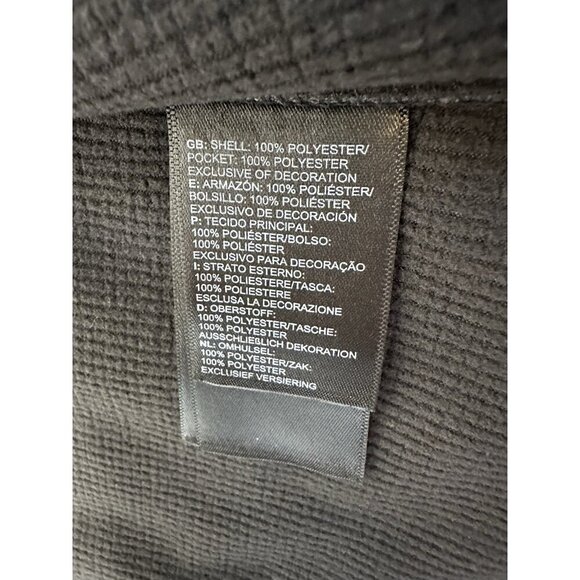 GB: SHELL: 100% POLYESTER/
POCKET: 100% POLYESTER
EXCLUSIVE OF DECORATION
E: ARMAZÓN: 100% POLIÉSTER/
BOLSILLO: 100% POLIÉSTER
EXCLUSIVO DE DECORACIÓN
P: TECIDO PRINCIPAL:
100% POLIÉSTER/BOLSO:
100% POLIÉSTER
EXCLUSIVO PARA DECORAÇÃO
I: STRATO ESTERNO:
100% POLIESTERE/TASCA:
100% POLIESTERE
ESCLUSA LA DECORAZIONE
D: OBERSTOFF:
100% POLYESTER/TASCHE:
100% POLYESTER
AUSSCHLIEßLICH DEKORATION
NL: OMHULSEL:
100% POLYESTER/ZAK:
100% POLYESTER
EXCLUSIEF VERSIERING